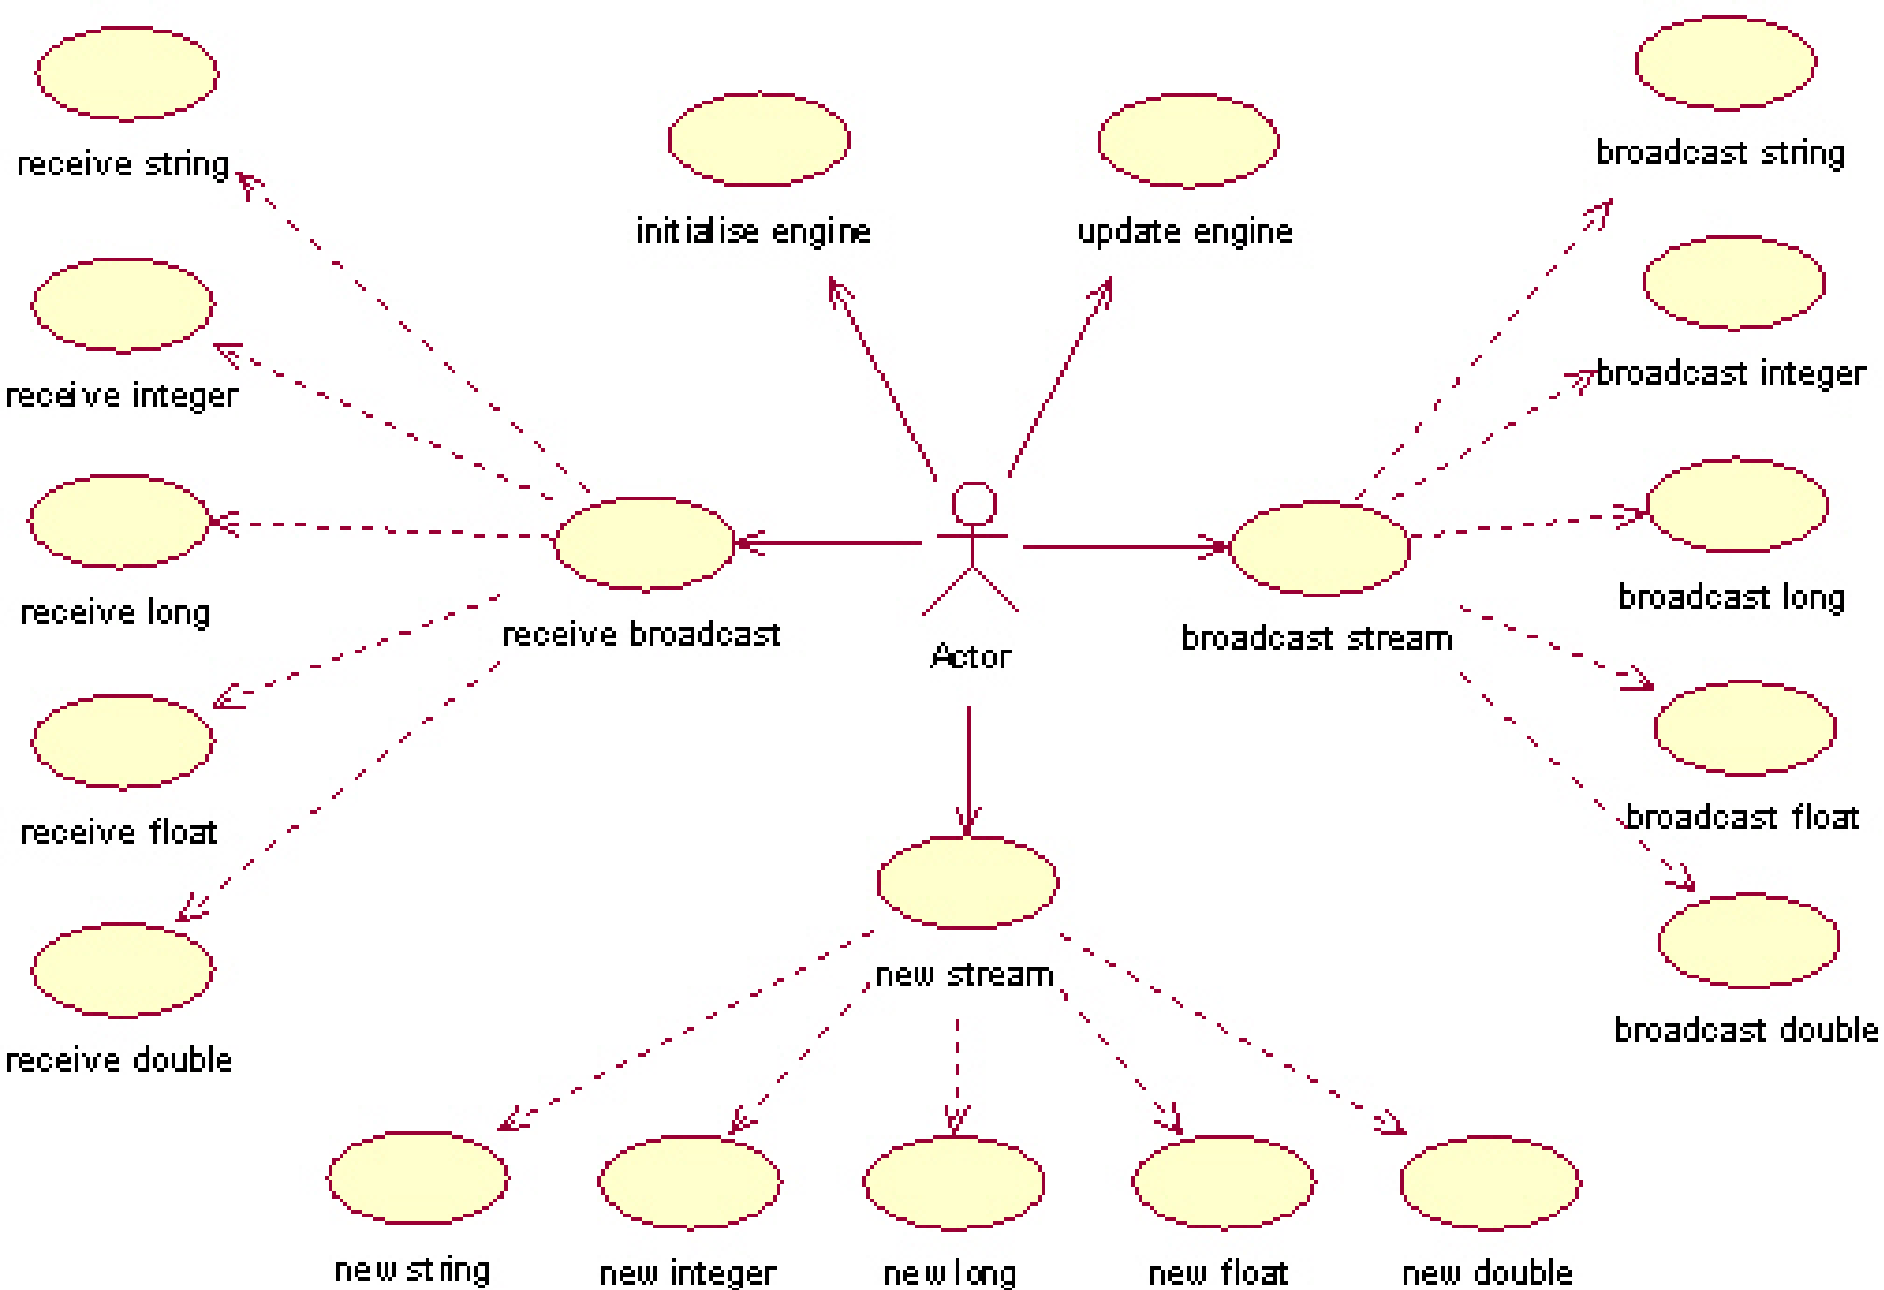 broadcast string
receive string
initialise engine
update engine
broadcast integer
receive integer
broadcast long
receive long
receive broadcast
broadcast stream
Actor
broadcast float
receive float
new stream
broadcast double
receive double
new string
new integer
new long
new float
new double